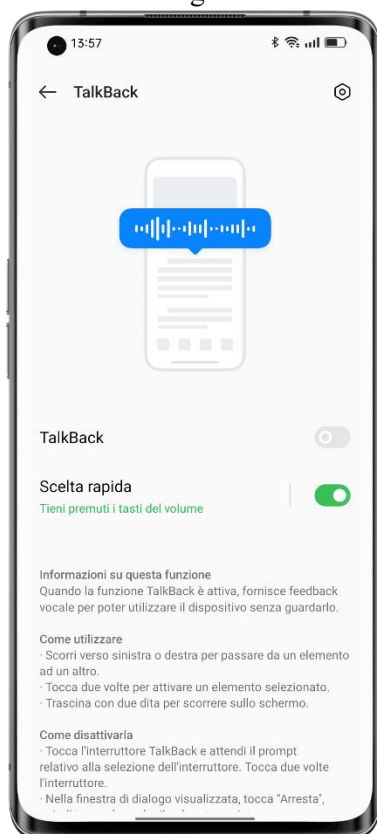 13:57
TalkBack
TalkBack
Scelta rapida
Tieni premuti i tasti del volume
Informazioni su questa funzione
Quando la funzione TalkBack è attiva, fornisce feedback
vocale per poter utilizzare il dispositivo senza guardarlo.
Come utilizzare
· Scorri verso sinistra o destra per passare da un elemento
ad un altro.
· Tocca due volte per attivare un elemento selezionato.
· Trascina con due dita per scorrere sullo schermo.
Come disattivarla
· Tocca l'interruttore TalkBack e attendi il prompt
relativo alla selezione dell'interruttore. Tocca due volte
l'interruttore.
· Nella finestra di dialogo visualizzata, tocca "Arresta",